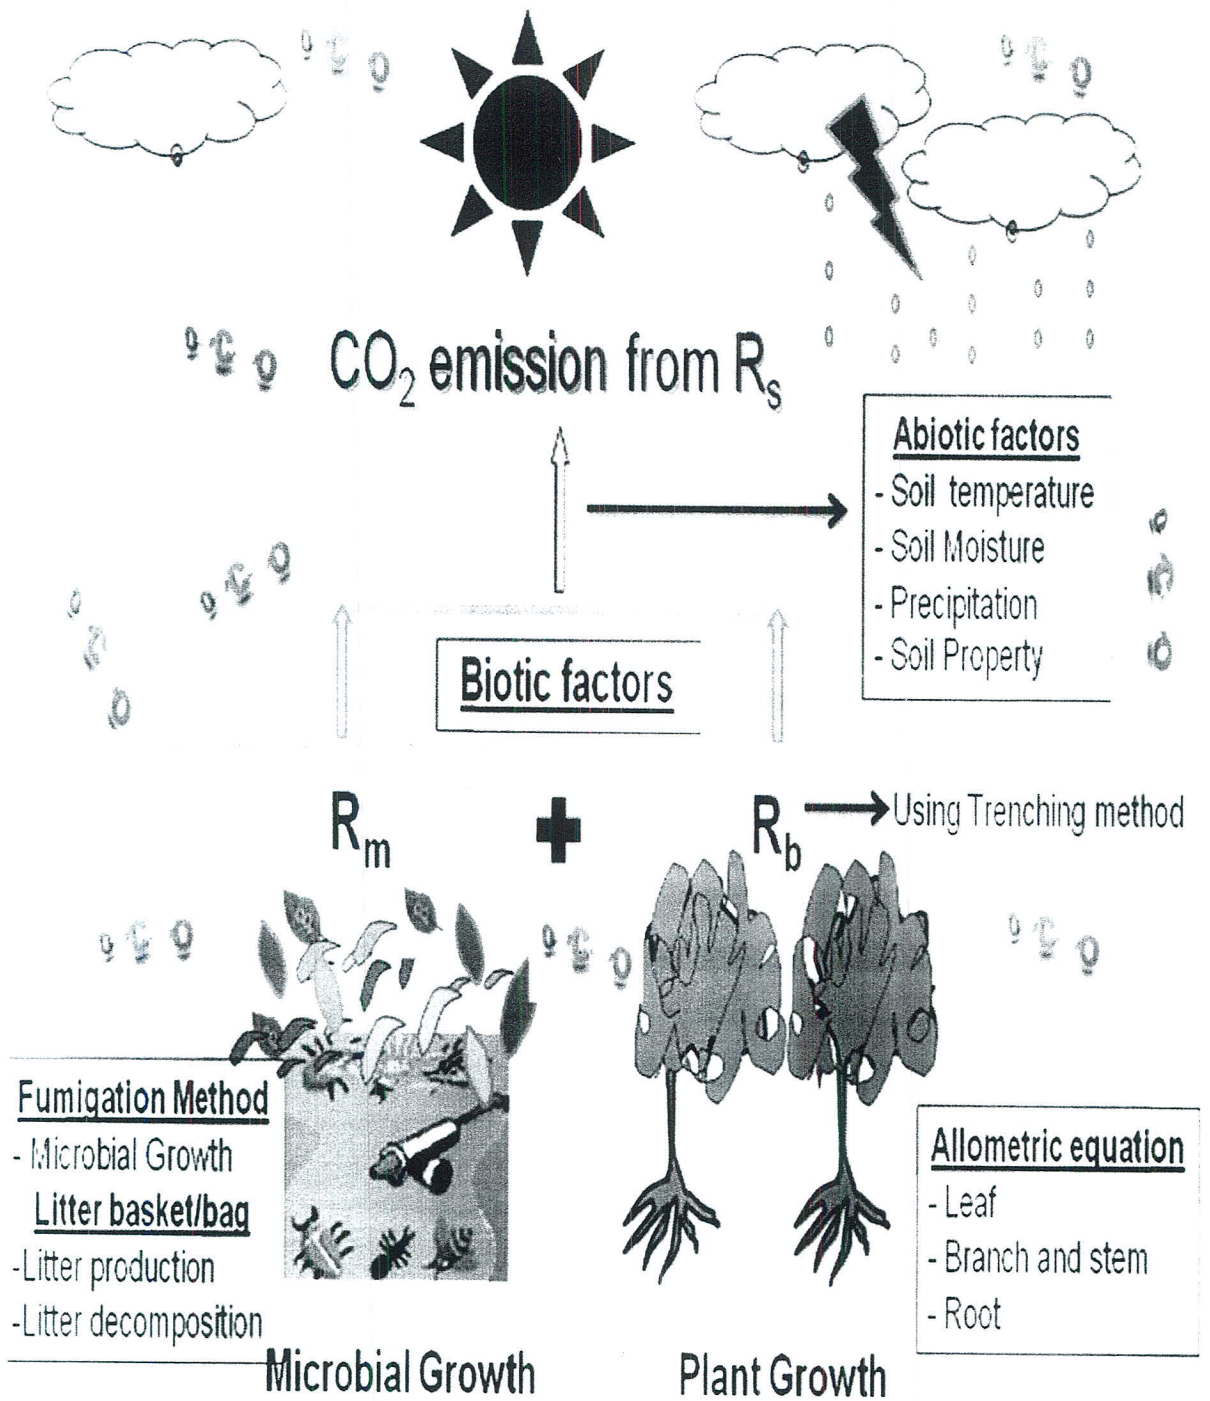 CO₂ emission from Rₛ
Abiotic factors
- Soil temperature
- Soil Moisture
- Precipitation
- Soil Property
Biotic factors
Rₘ
+
R_b
Using Trenching method
Fumigation Method
- Microbial Growth
Litter basket/bag
-Litter production
-Litter decomposition
Allometric equation
- Leaf
- Branch and stem
- Root
Microbial Growth
Plant Growth